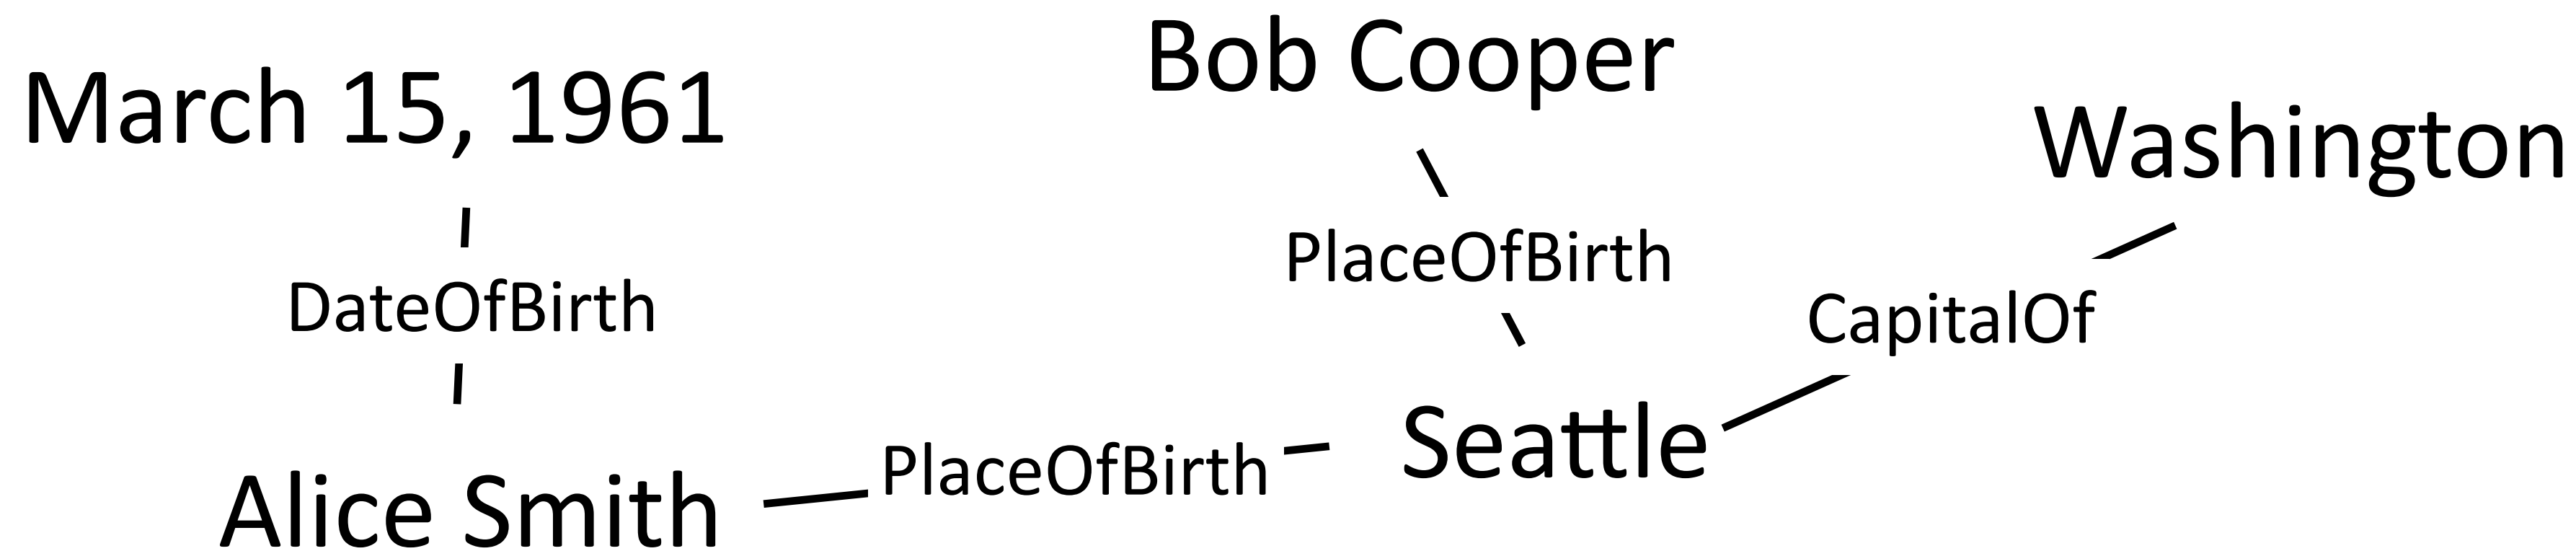 Bob Cooper
March 15, 1961
Washington
PlaceOfBirth
DateOfBirth
CapitalOf
Seattle
PlaceOfBirth
Alice Smith